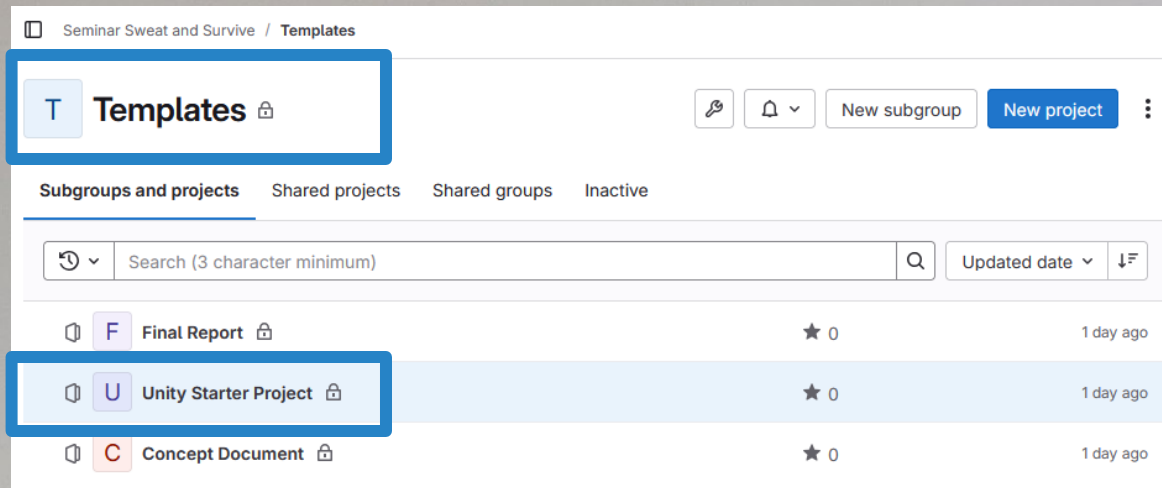 Seminar Sweat and Survive / Templates
T Templates
New subgroup New project
Subgroups and projects Shared projects Shared groups Inactive
Search (3 character minimum) Updated date
F Final Report 0 1 day ago
U Unity Starter Project 0 1 day ago
C Concept Document 0 1 day ago